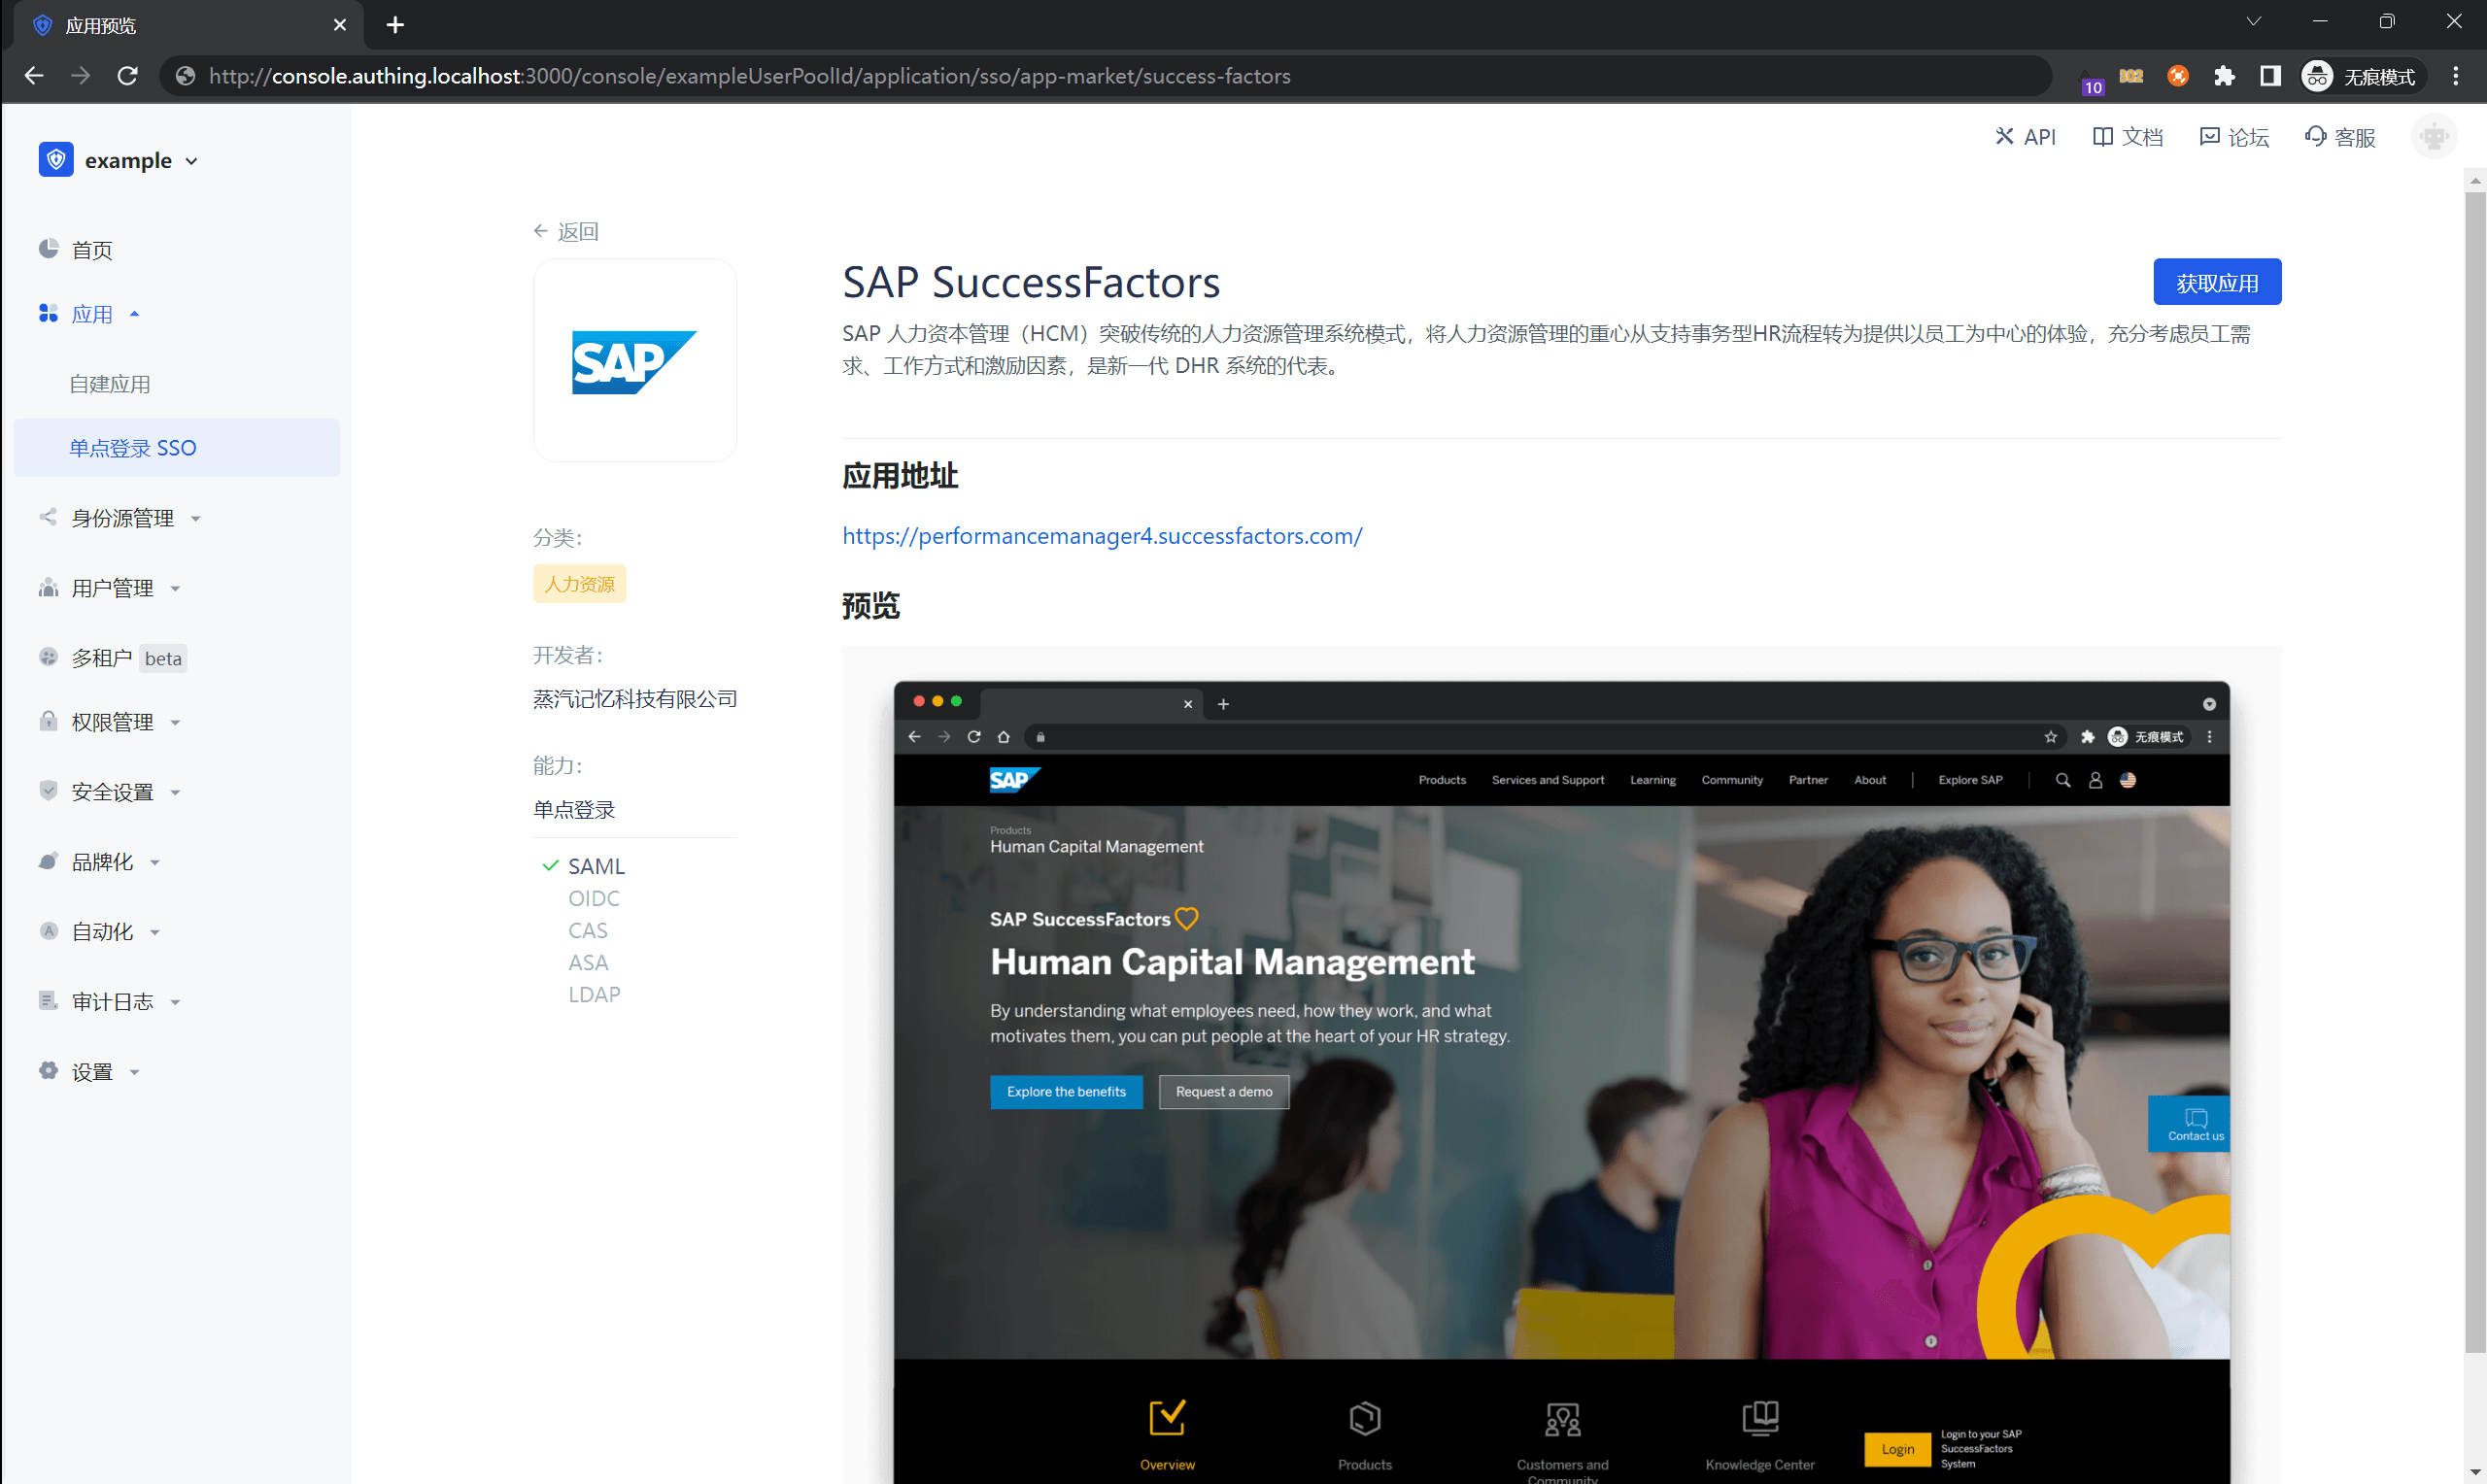 应用预览
http://console.authing.localhost:3000/console/exampleUserPoolId/application/sso/app-market/success-factors
10
302
无痕模式
example
API
文档
论坛
客服
首页
应用
自建应用
单点登录 SSO
身份源管理
用户管理
多租户 beta
权限管理
安全设置
品牌化
自动化
审计日志
设置
返回
SAP
分类：
人力资源
开发者：
蒸汽记忆科技有限公司
能力：
单点登录
SAML
OIDC
CAS
ASA
LDAP
SAP SuccessFactors
获取应用
SAP 人力资本管理（HCM）突破传统的人力资源管理系统模式，将人力资源管理的重心从支持事务型HR流程转为提供以员工为中心的体验，充分考虑员工需
求、工作方式和激励因素，是新一代 DHR 系统的代表。
应用地址
https://performancemanager4.successfactors.com/
预览
无痕模式
SAP
Products
Services and Support
Learning
Community
Partner
About
Explore SAP
Products
Human Capital Management
SAP SuccessFactors
Human Capital Management
By understanding what employees need, how they work, and what
motivates them, you can put people at the heart of your HR strategy.
Explore the benefits
Request a demo
Contact us
Overview
Products
Customers and
Community
Knowledge Center
Login
Login to your SAP
SuccessFactors
System